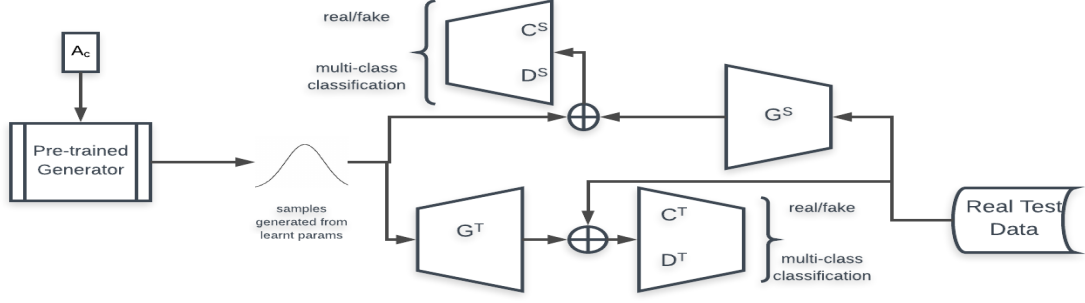 real/fake
multi-class
classification
C^S
D^S
A_c
Pre-trained
Generator
samples
generated from
learnt params
G^S
G^T
C^T
D^T
real/fake
multi-class
classification
Real Test
Data